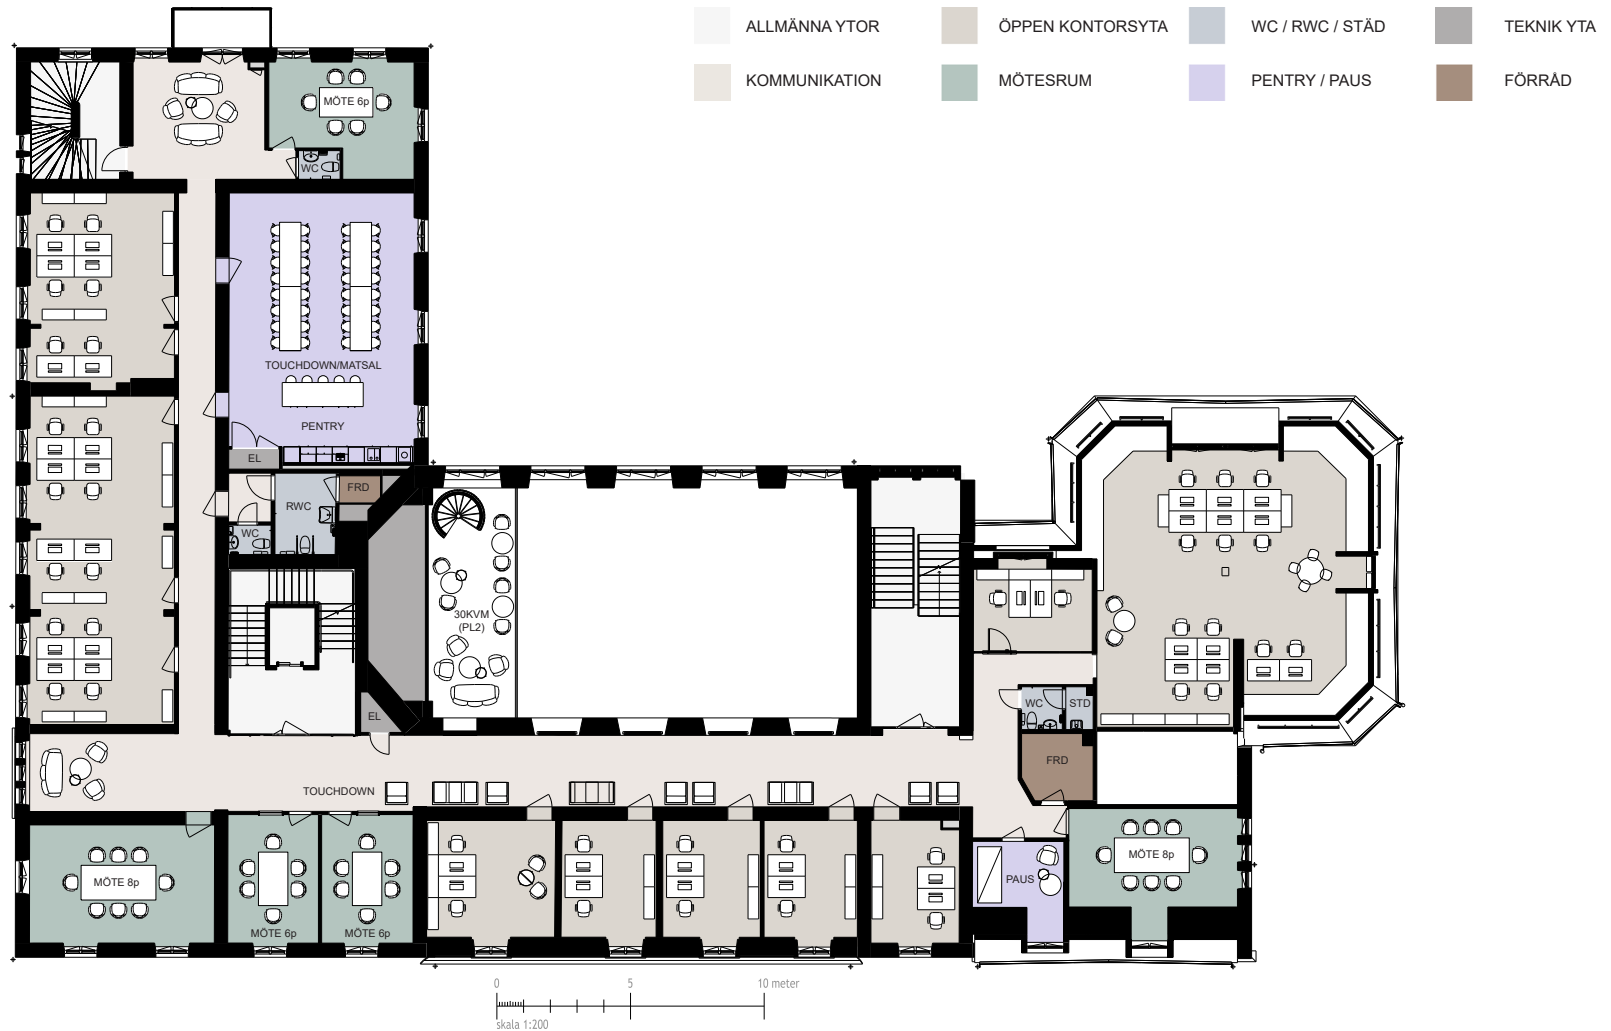 ALLMÄNNA YTOR
ÖPPEN KONTORSYTA
WC / RWC / STÄD
TEKNIK YTA
KOMMUNIKATION
MÖTESRUM
PENTRY / PAUS
FÖRRÅD
MÖTE 6p
WC
TOUCHDOWN/MATSAL
PENTRY
EL
FRD
RWC
WC
30KVM
(PL2)
EL
WC
STD
FRD
TOUCHDOWN
MÖTE 8p
MÖTE 6p
MÖTE 6p
PAUS
MÖTE 8p
0
5
10 meter
skala 1:200